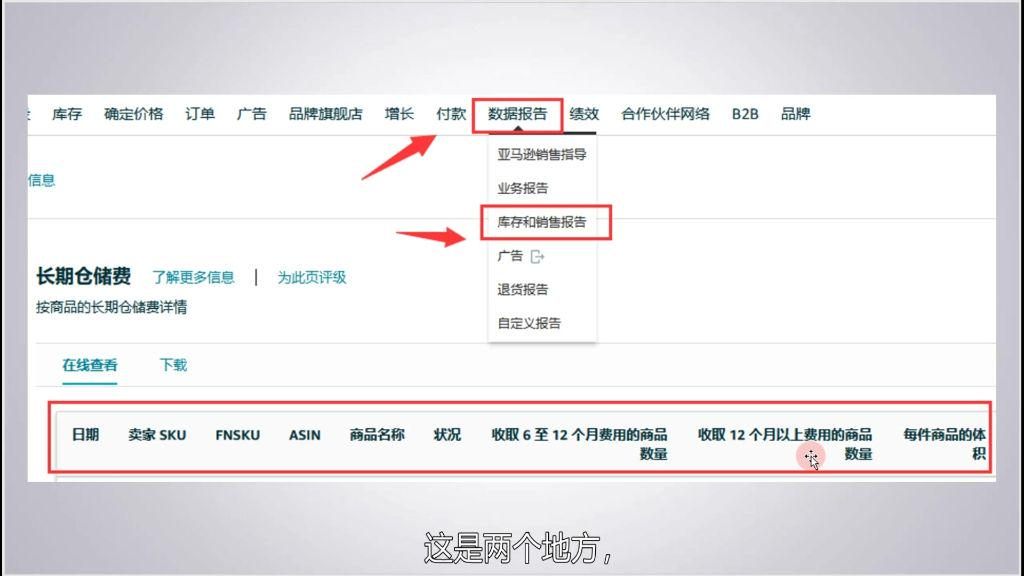 库存 确定价格 订单 广告 品牌旗舰店 增长 付款 数据报告 绩效 合作伙伴网络 B2B 品牌
亚马逊销售指导
信息
业务报告
库存和销售报告
广告
长期仓储费 了解更多信息 | 为此页评级
退货报告
按商品的长期仓储费详情
自定义报告
在线查看 下载
日期 卖家 SKU FNSKU ASIN 商品名称 状况 收取 6 至 12 个月费用的商品 收取 12 个月以上费用的商品 每件商品的体
数量 数量 积
这是两个地方，